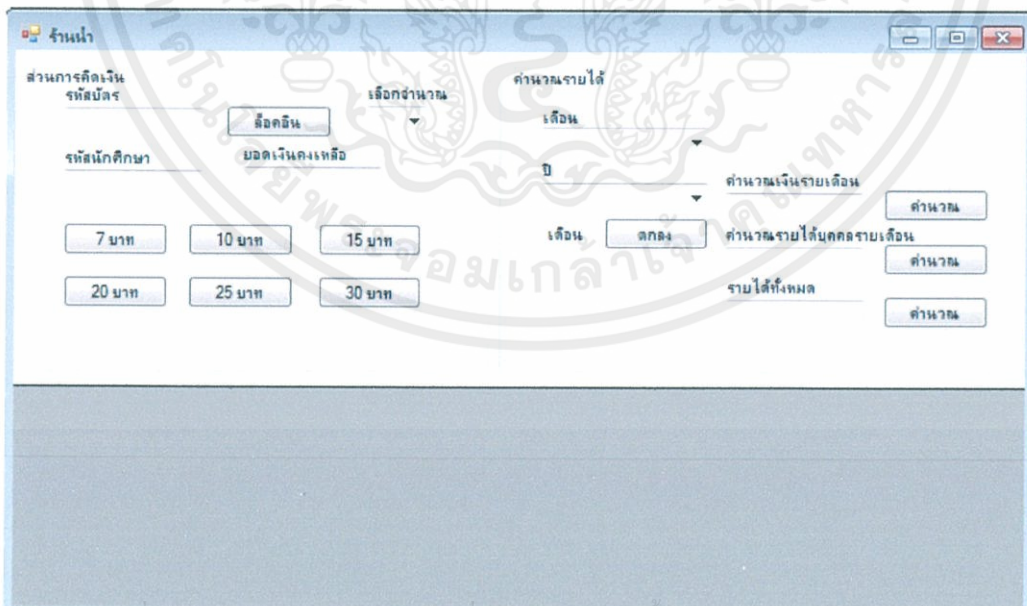 ร้านน้ำ
ส่วนการคิดเงิน
รหัสบัตร
เลือกจำนวณ
ล็อคอิน
รหัสนักศึกษา
ยอดเงินคงเหลือ
7 บาท
10 บาท
15 บาท
20 บาท
25 บาท
30 บาท
คำนวณรายได้
เดือน
ปี
เดือน
ตกลง
คำนวณเงินรายเดือน
คำนวณ
คำนวณรายได้บุคคลรายเดือน
คำนวณ
รายได้ทั้งหมด
คำนวณ